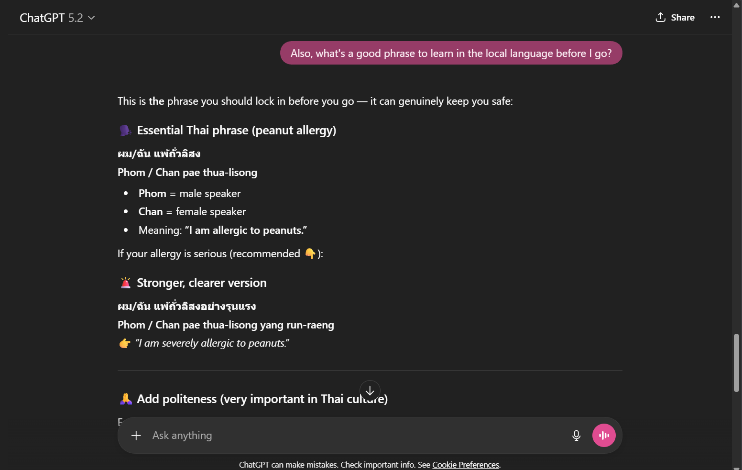 ChatGPT 5.2
Share
Also, what's a good phrase to learn in the local language before I go?
This is the phrase you should lock in before you go — it can genuinely keep you safe:
🗣️ Essential Thai phrase (peanut allergy)
ผม/ฉัน แพ้ถั่วลิสง
Phom / Chan pae thua-lisong
• Phom = male speaker
• Chan = female speaker
• Meaning: “I am allergic to peanuts.”
If your allergy is serious (recommended 👇):
🚨 Stronger, clearer version
ผม/ฉัน แพ้ถั่วลิสงอย่างรุนแรง
Phom / Chan pae thua-lisong yang run-raeng
👉 “I am severely allergic to peanuts.”
🙏 Add politeness (very important in Thai culture)
Ask anything
ChatGPT can make mistakes. Check important info. See Cookie Preferences.